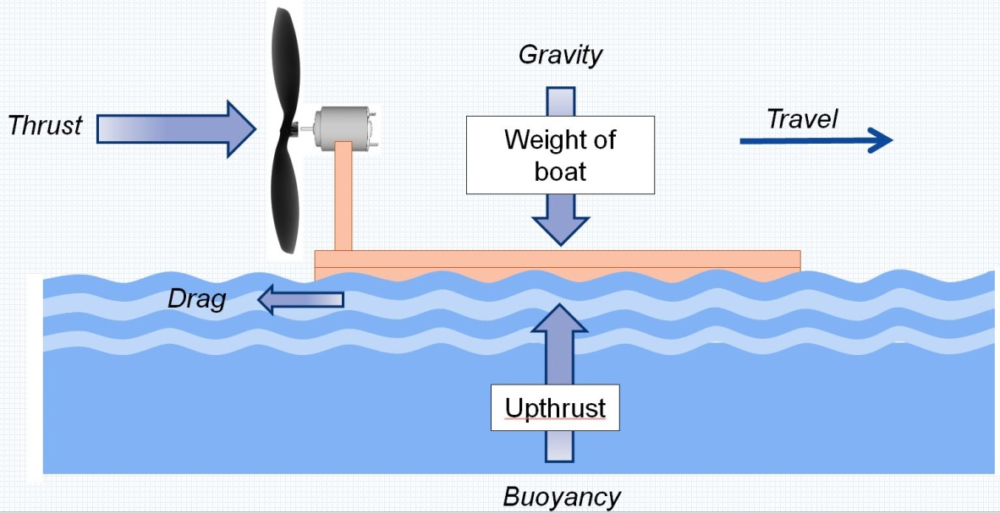 Gravity
Thrust
Travel
Weight of
boat
Drag
Upthrust
Buoyancy